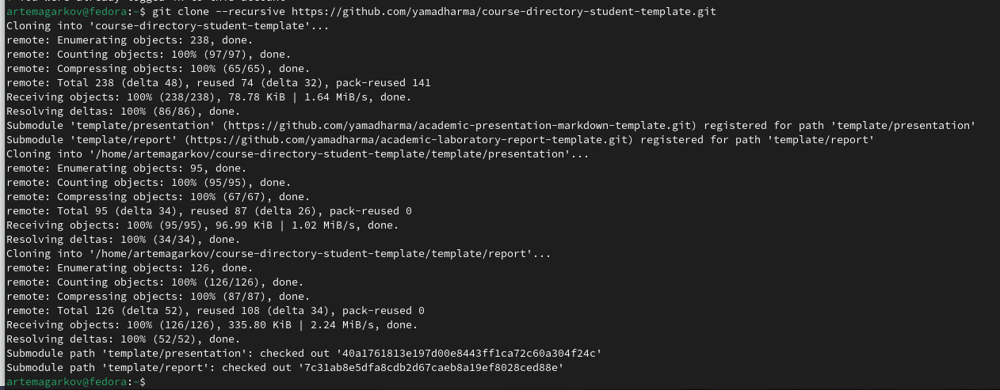 artemagarkov@fedora:~$ git clone --recursive https://github.com/yamadharma/course-directory-student-template.git
Cloning into 'course-directory-student-template'...
remote: Enumerating objects: 238, done.
remote: Counting objects: 100% (97/97), done.
remote: Compressing objects: 100% (65/65), done.
remote: Total 238 (delta 48), reused 74 (delta 32), pack-reused 141
Receiving objects: 100% (238/238), 78.78 KiB | 1.64 MiB/s, done.
Resolving deltas: 100% (86/86), done.
Submodule 'template/presentation' (https://github.com/yamadharma/academic-presentation-markdown-template.git) registered for path 'template/presentation'
Submodule 'template/report' (https://github.com/yamadharma/academic-laboratory-report-template.git) registered for path 'template/report'
Cloning into '/home/artemagarkov/course-directory-student-template/template/presentation'...
remote: Enumerating objects: 95, done.
remote: Counting objects: 100% (95/95), done.
remote: Compressing objects: 100% (67/67), done.
remote: Total 95 (delta 34), reused 87 (delta 26), pack-reused 0
Receiving objects: 100% (95/95), 96.99 KiB | 1.02 MiB/s, done.
Resolving deltas: 100% (34/34), done.
Cloning into '/home/artemagarkov/course-directory-student-template/template/report'...
remote: Enumerating objects: 126, done.
remote: Counting objects: 100% (126/126), done.
remote: Compressing objects: 100% (87/87), done.
remote: Total 126 (delta 52), reused 108 (delta 34), pack-reused 0
Receiving objects: 100% (126/126), 335.80 KiB | 2.24 MiB/s, done.
Resolving deltas: 100% (52/52), done.
Submodule path 'template/presentation': checked out '40a1761813e197d00e8443ff1ca72c60a304f24c'
Submodule path 'template/report': checked out '7c31ab8e5dfa8cdb2d67caeb8a19ef8028ced88e'
artemagarkov@fedora:~$